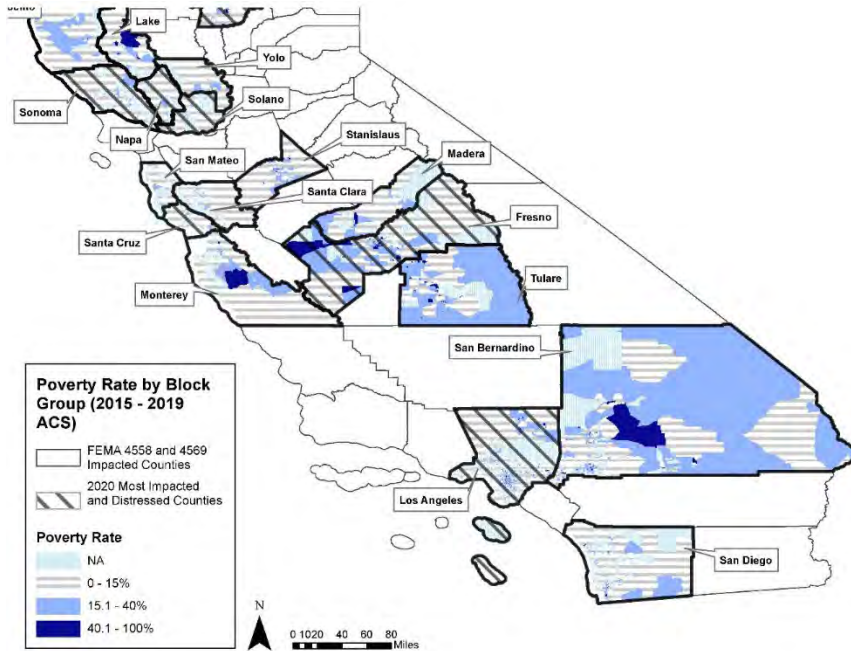 Lake
Yolo
Sonoma
Solano
Napa
Stanislaus
San Mateo
Madera
Santa Clara
Fresno
Santa Cruz
Tulare
Monterey
San Bernardino
Los Angeles
San Diego
Poverty Rate by Block
Group (2015 - 2019
ACS)
FEMA 4558 and 4569
Impacted Counties
2020 Most Impacted
and Distressed Counties
Poverty Rate
NA
0 - 15%
15.1 - 40%
40.1 - 100%
N
0 10 20 40 60 80
Miles